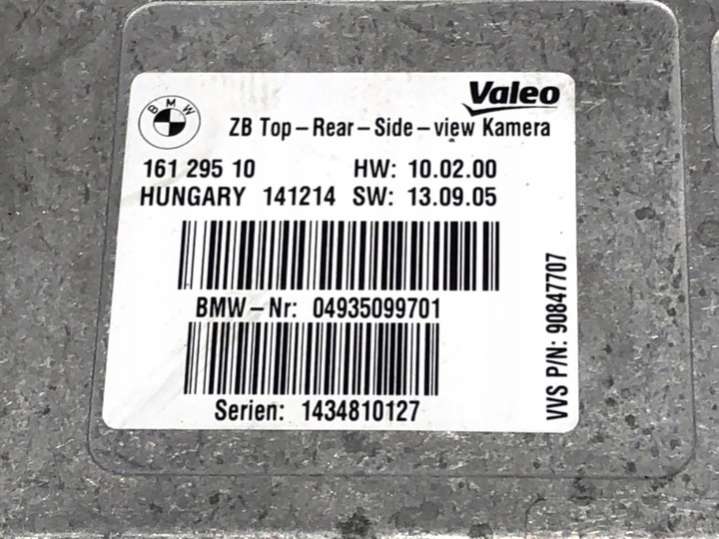 BMW
Valeo
ZB Top-Rear-Side-view Kamera
161 295 10 HW: 10.02.00
HUNGARY 141214 SW: 13.09.05
BMW-Nr: 04935099701
Serien: 1434810127
VVS P/N: 90847707